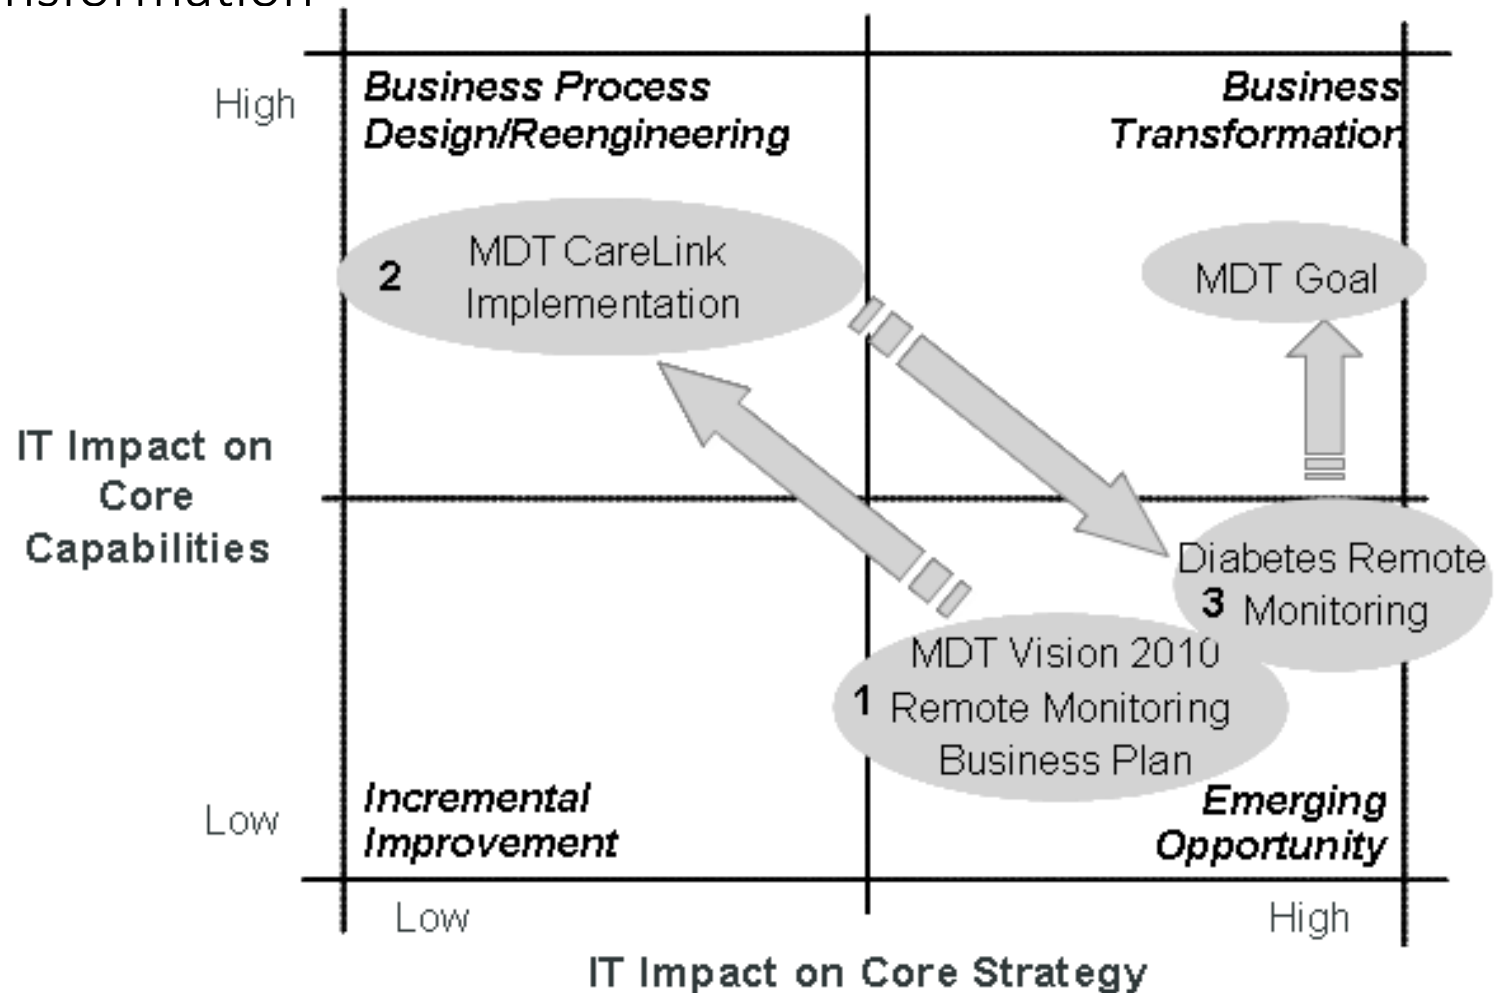 High
Business Process
Design/Reengineering
Business
Transformation
2
MDT CareLink
Implementation
MDT Goal
IT Impact on
Core
Capabilities
Diabetes Remote
3 Monitoring
MDT Vision 2010
1 Remote Monitoring
Business Plan
Incremental
Improvement
Emerging
Opportunity
Low
Low
High
IT Impact on Core Strategy